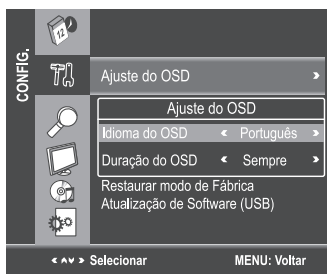 12
CONFIG.
Ajuste do OSD »
Ajuste do OSD
Idioma do OSD « Português »
Duração do OSD « Sempre »
Restaurar modo de Fábrica
Atualização de Software (USB)
« ∧∨ » Selecionar MENU: Voltar